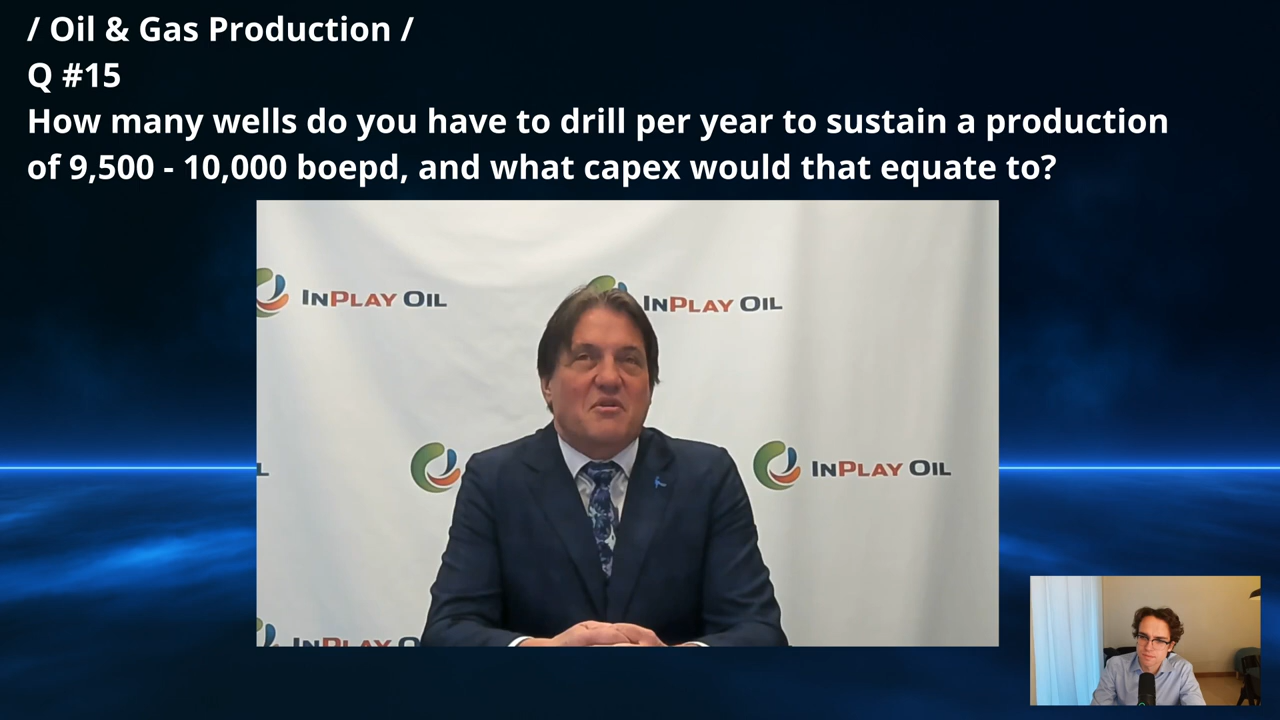 / Oil & Gas Production /
Q #15
How many wells do you have to drill per year to sustain a production
of 9,500 - 10,000 boepd, and what capex would that equate to?
INPLAY OIL
INPLAY OIL
L
INPLAY OIL
INPLAY O